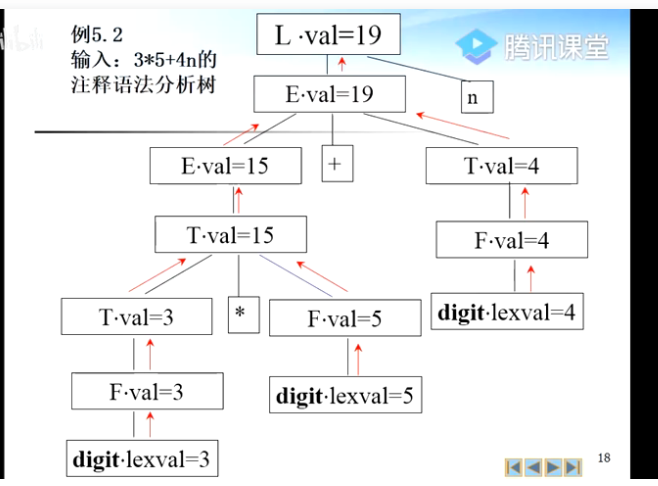 例5.2
输入：3*5+4n的
注释语法分析树
腾讯课堂
L·val=19
E·val=19
n
E·val=15
+
T·val=4
T·val=15
F·val=4
T·val=3
*
F·val=5
digit·lexval=4
F·val=3
digit·lexval=5
digit·lexval=3
18